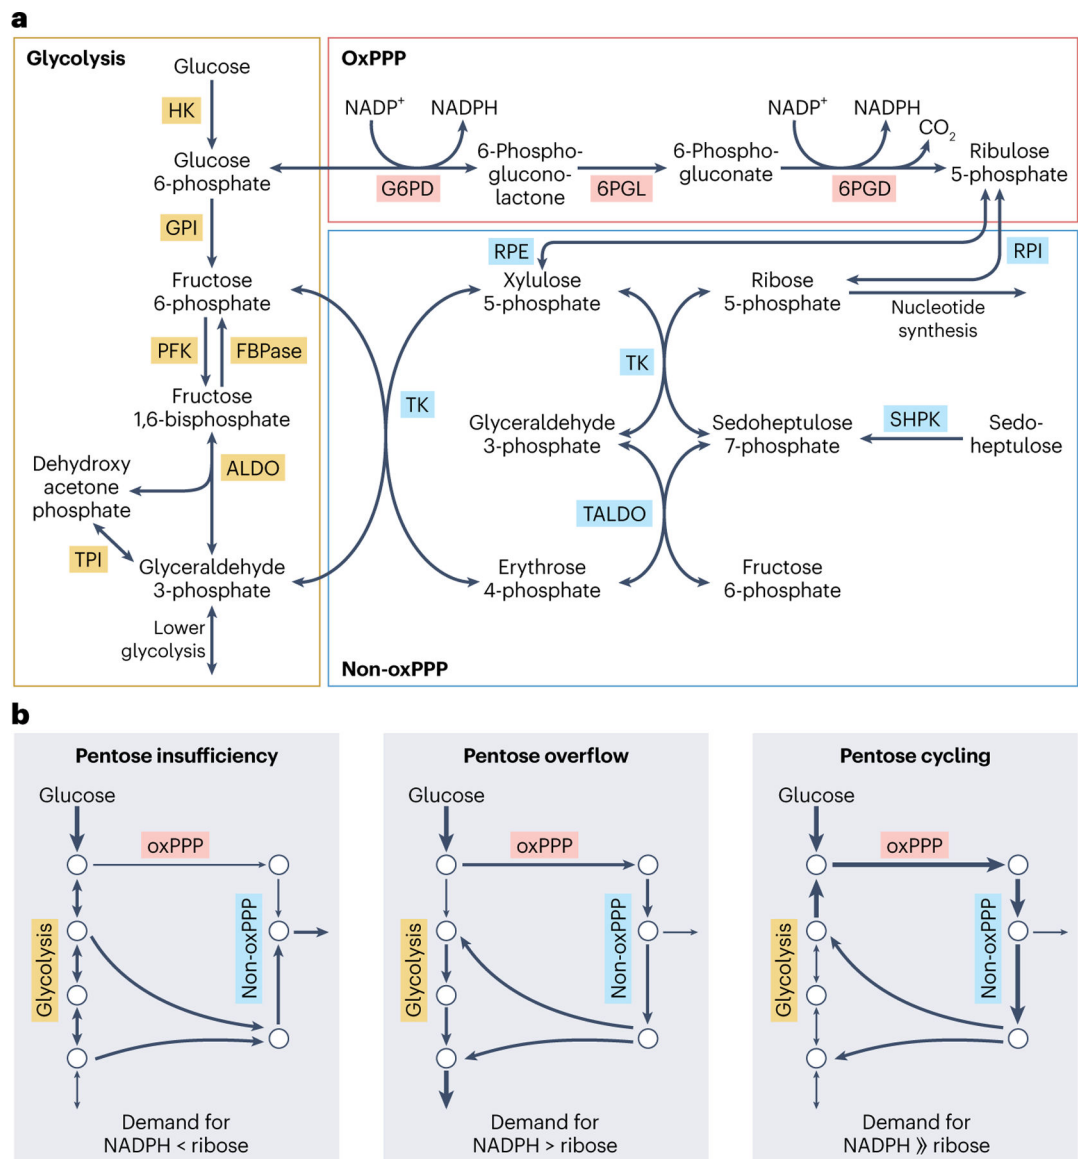 a
Glycolysis
Glucose
HK
Glucose
6-phosphate
GPI
Fructose
6-phosphate
PFK
FBPase
Fructose
1,6-bisphosphate
ALDO
Dehydroxy
acetone
phosphate
TPI
Glyceraldehyde
3-phosphate
Lower
glycolysis
OxPPP
NADP+
NADPH
G6PD
6-Phospho-
glucono-
lactone
6PGL
6-Phospho-
gluconate
NADP+
NADPH
CO2
6PGD
Ribulose
5-phosphate
RPE
RPI
Xylulose
5-phosphate
Ribose
5-phosphate
Nucleotide
synthesis
TK
TK
Glyceraldehyde
3-phosphate
Sedoheptulose
7-phosphate
SHPK
Sedo-
heptulose
TALDO
Erythrose
4-phosphate
Fructose
6-phosphate
Non-oxPPP
b
Pentose insufficiency
Glucose
oxPPP
Glycolysis
Non-oxPPP
Demand for
NADPH < ribose
Pentose overflow
Glucose
oxPPP
Glycolysis
Non-oxPPP
Demand for
NADPH > ribose
Pentose cycling
Glucose
oxPPP
Glycolysis
Non-oxPPP
Demand for
NADPH ⟫ ribose